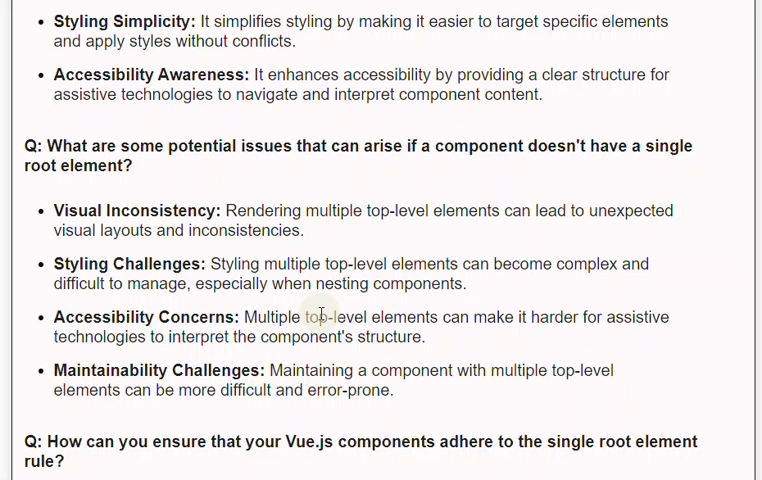 • Styling Simplicity: It simplifies styling by making it easier to target specific elements
and apply styles without conflicts.
• Accessibility Awareness: It enhances accessibility by providing a clear structure for
assistive technologies to navigate and interpret component content.
Q: What are some potential issues that can arise if a component doesn't have a single
root element?
• Visual Inconsistency: Rendering multiple top-level elements can lead to unexpected
visual layouts and inconsistencies.
• Styling Challenges: Styling multiple top-level elements can become complex and
difficult to manage, especially when nesting components.
• Accessibility Concerns: Multiple top-level elements can make it harder for assistive
technologies to interpret the component's structure.
• Maintainability Challenges: Maintaining a component with multiple top-level
elements can be more difficult and error-prone.
Q: How can you ensure that your Vue.js components adhere to the single root element
rule?